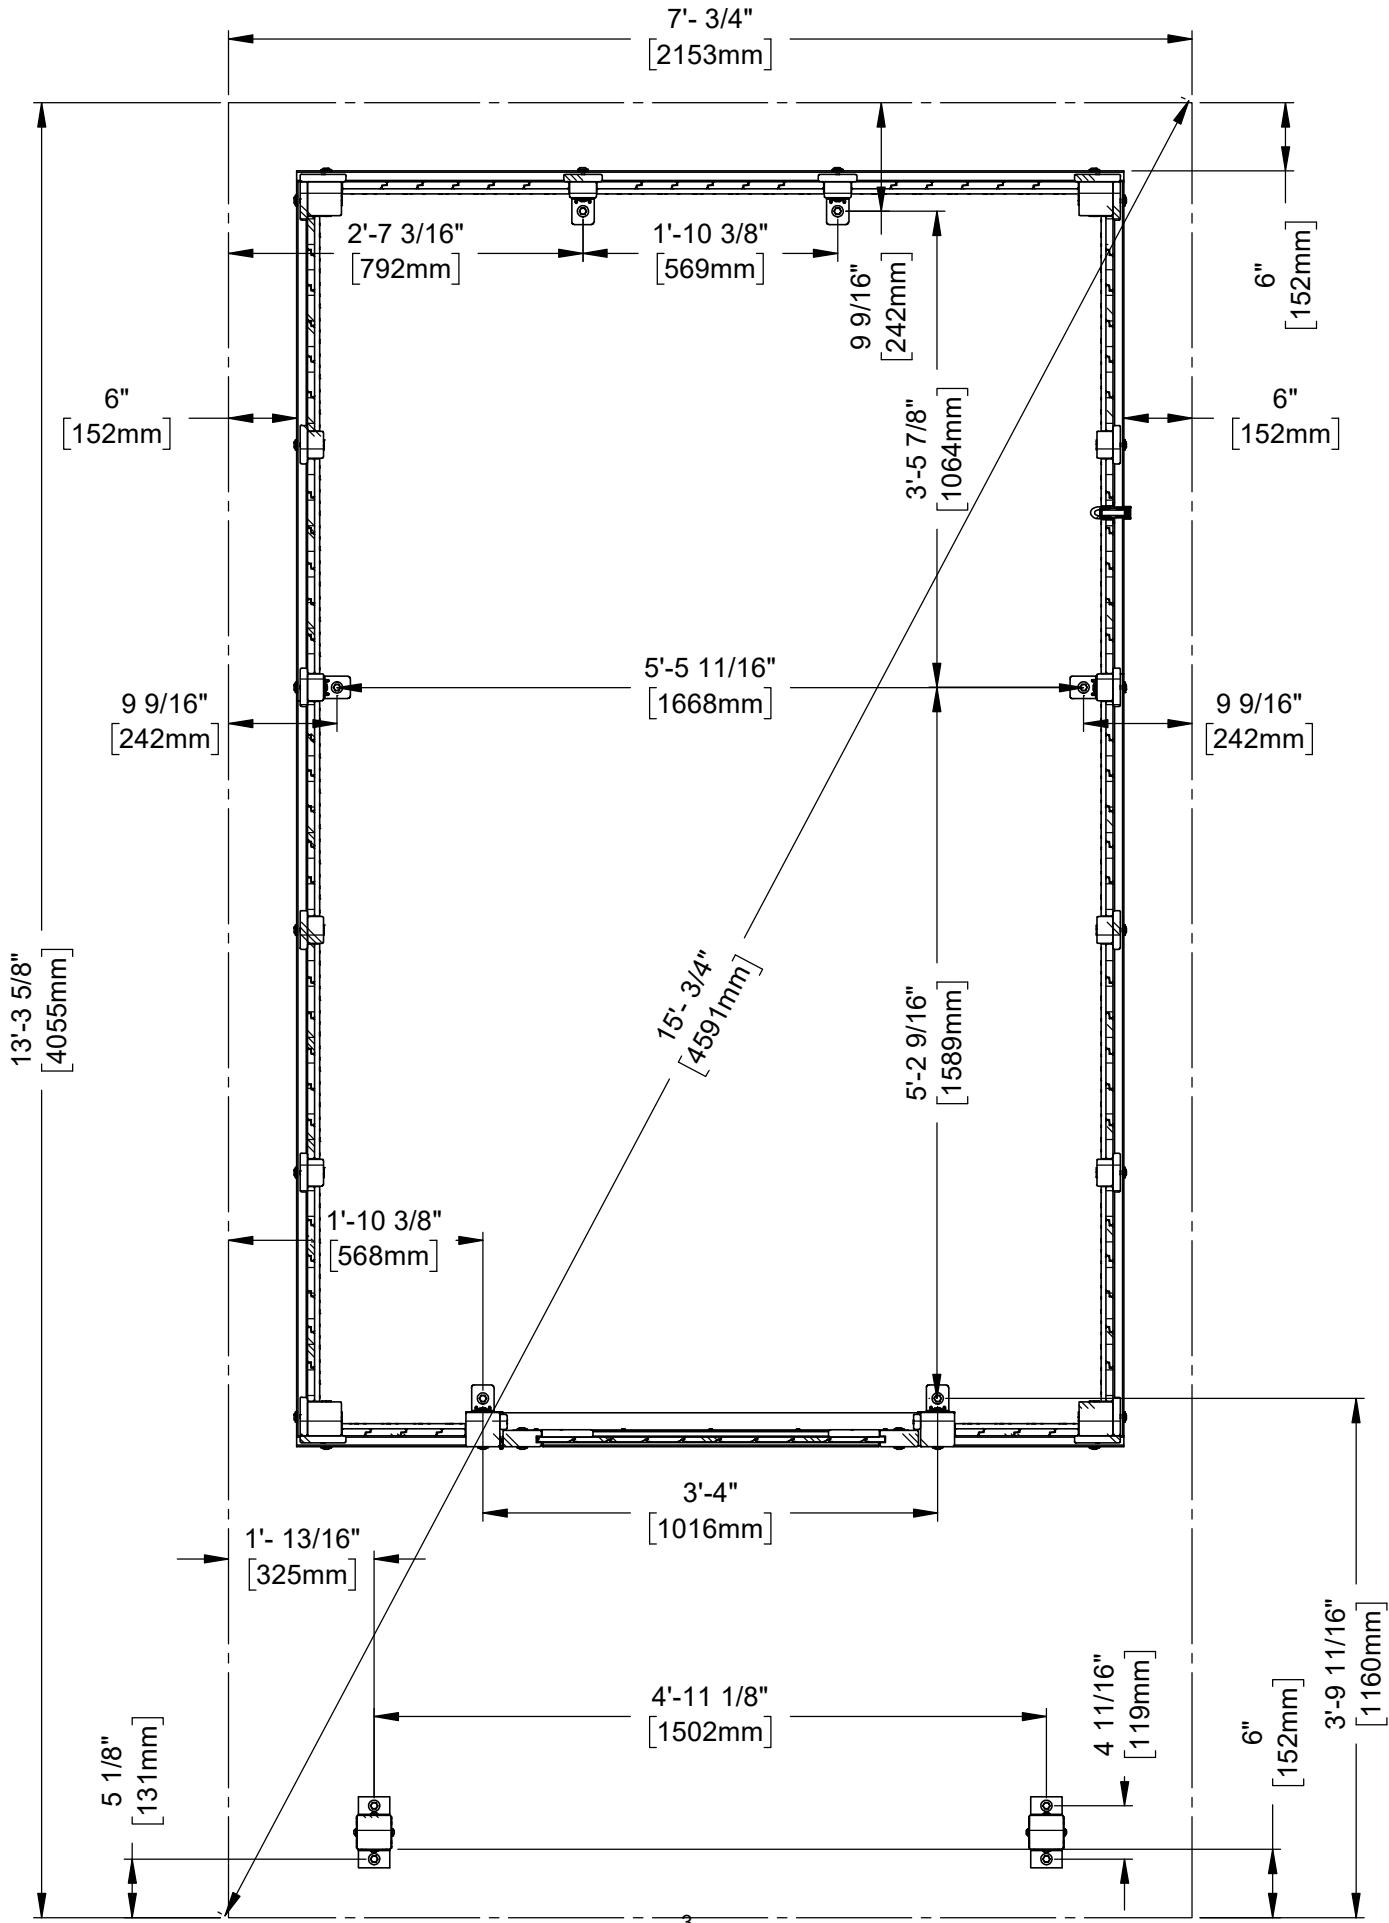 7'- 3/4"
[2153mm]
2'-7 3/16"
[792mm]
1'-10 3/8"
[569mm]
9 9/16"
[242mm]
6"
[152mm]
6"
[152mm]
6"
[152mm]
3'-5 7/8"
[1064mm]
5'-5 11/16"
[1668mm]
9 9/16"
[242mm]
9 9/16"
[242mm]
13'-3 5/8"
[4055mm]
15'- 3/4"
[4591mm]
5'-2 9/16"
[1589mm]
1'-10 3/8"
[568mm]
3'-4"
[1016mm]
1'- 13/16"
[325mm]
4'-11 1/8"
[1502mm]
4 11/16"
[119mm]
3'-9 11/16"
[1160mm]
6"
[152mm]
5 1/8"
[131mm]
3